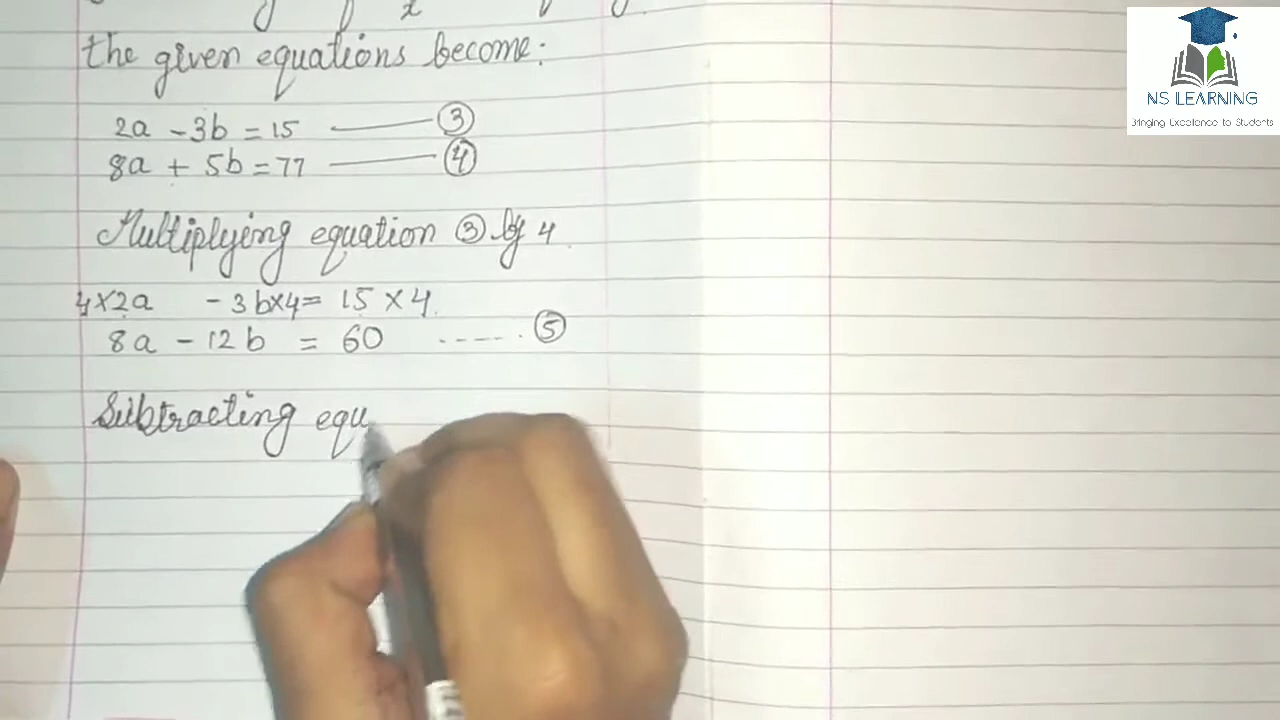 the given equations become:
2a - 3b = 15 ③
8a + 5b = 77 ④
Multiplying equation ③ by 4
4×2a - 3b×4 = 15 × 4
8a - 12b = 60 ------. ⑤
Subtracting equ
NS LEARNING
Bringing Excellence to Students